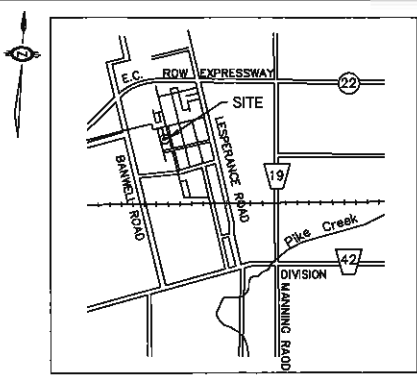 Z
E.C. ROW EXPRESSWAY
22
SITE
LESPERANCE ROAD
BANWELL ROAD
19
Pike Creek
42
DIVISION
MANNING RAOD